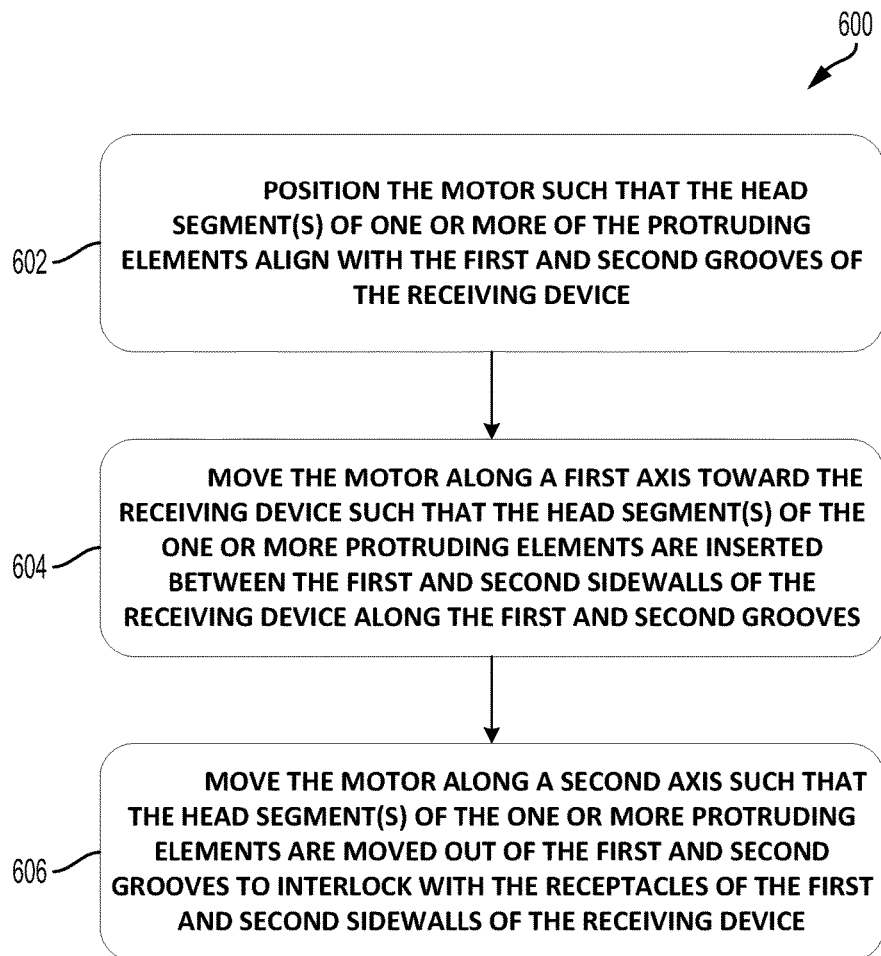 600
POSITION THE MOTOR SUCH THAT THE HEAD
SEGMENT(S) OF ONE OR MORE OF THE PROTRUDING
ELEMENTS ALIGN WITH THE FIRST AND SECOND GROOVES OF
THE RECEIVING DEVICE
602
MOVE THE MOTOR ALONG A FIRST AXIS TOWARD THE
RECEIVING DEVICE SUCH THAT THE HEAD SEGMENT(S) OF THE
ONE OR MORE PROTRUDING ELEMENTS ARE INSERTED
BETWEEN THE FIRST AND SECOND SIDEWALLS OF THE
RECEIVING DEVICE ALONG THE FIRST AND SECOND GROOVES
604
MOVE THE MOTOR ALONG A SECOND AXIS SUCH THAT
THE HEAD SEGMENT(S) OF THE ONE OR MORE PROTRUDING
ELEMENTS ARE MOVED OUT OF THE FIRST AND SECOND
GROOVES TO INTERLOCK WITH THE RECEPTACLES OF THE FIRST
AND SECOND SIDEWALLS OF THE RECEIVING DEVICE
606